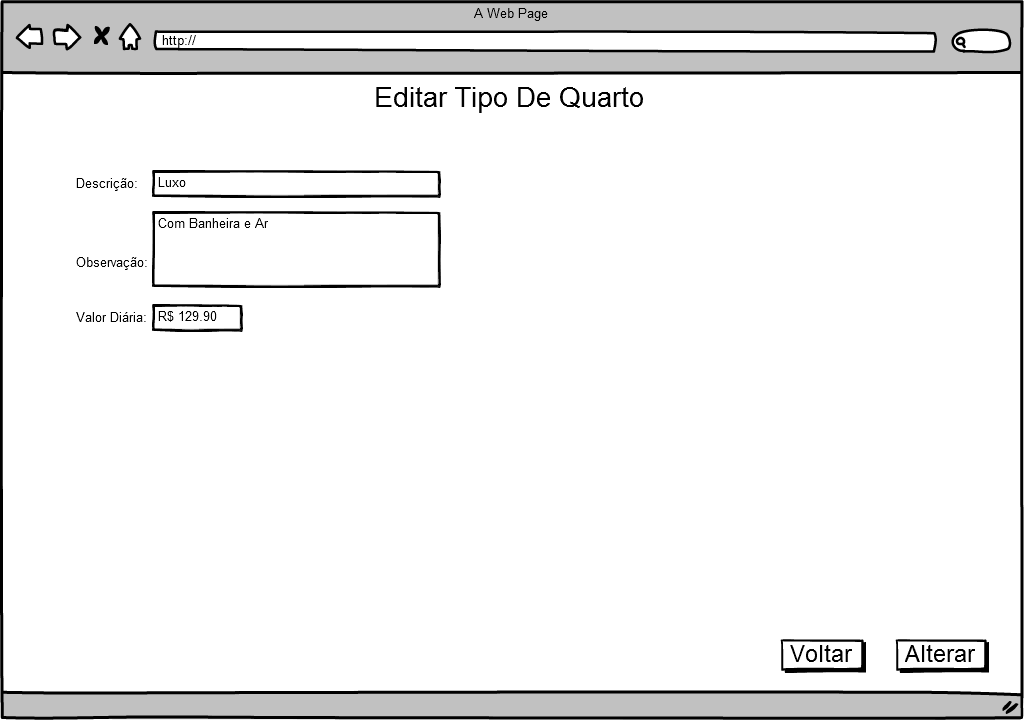 A Web Page
http://
Editar Tipo De Quarto
Descrição: Luxo
Com Banheira e Ar
Observação:
Valor Diária: R$ 129.90
Voltar Alterar